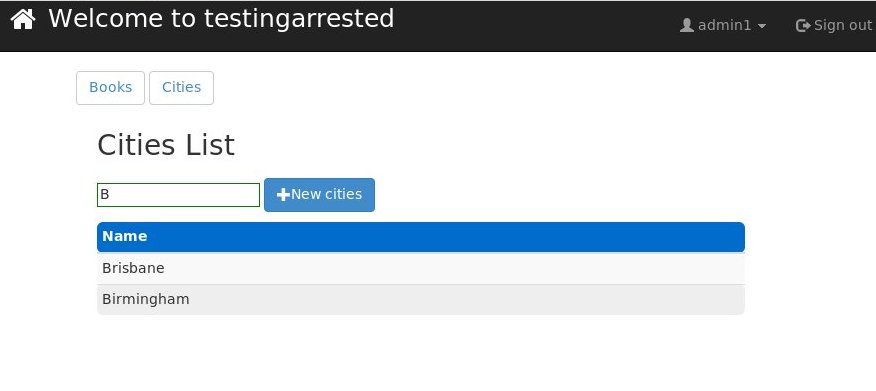 Welcome to testingarrested
admin1
Sign out
Books
Cities
Cities List
B
New cities
Name
Brisbane
Birmingham